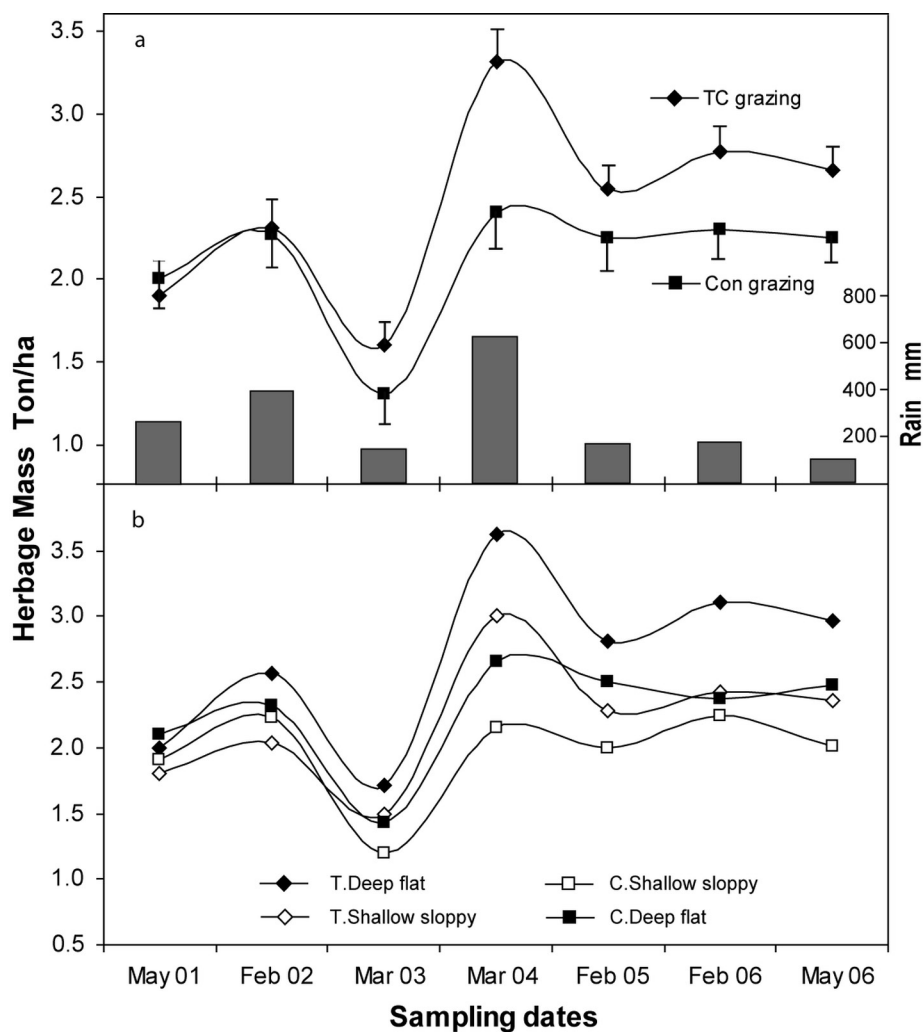 a
3.5
3.0
2.5
2.0
1.5
1.0
TC grazing
Con grazing
800
600
400
200
Rain mm
Herbage Mass Ton/ha
b
3.5
3.0
2.5
2.0
1.5
1.0
0.5
T.Deep flat
C.Shallow sloppy
T.Shallow sloppy
C.Deep flat
May 01 Feb 02 Mar 03 Mar 04 Feb 05 Feb 06 May 06
Sampling dates